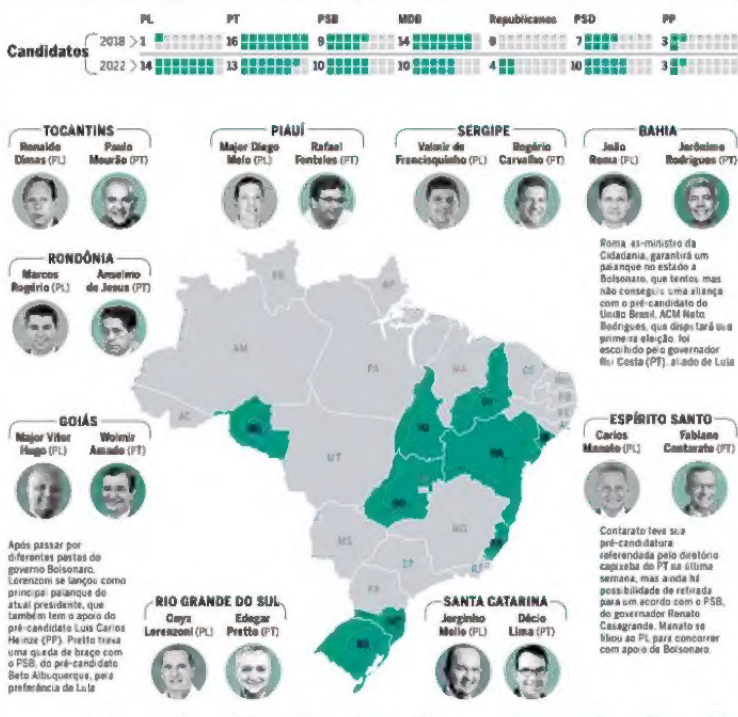 PL PT PSB MDB Republicanos PSD PP
Candidatos
2018 > 1 16 9 14 7 3
2022 > 14 13 10 10 4 10 3
TOCANTINS
Ronaldo Dimas (PL)
Paulo Mourão (PT)
PIAUÍ
Major Diego Melo (PL)
Rafael Fonteles (PT)
SERGIPE
Valmir de Francisquinho (PL)
Rogério Carvalho (PT)
BAHIA
João Roma (PL)
Jerônimo Rodrigues (PT)
Roma, ex-ministro da
Cidadania, garantirá um
palanque no estado a
Bolsonaro, que tentou mas
não conseguiu uma aliança
com o pré-candidato do
União Brasil, ACM Neto.
Rodrigues, que disputará sua
primeira eleição, foi
escolhido pelo governador
Rui Costa (PT), aliado de Lula
RONDÔNIA
Marcos Rogério (PL)
Anselmo de Jesus (PT)
GOIÁS
Major Vitor Hugo (PL)
Wolmir Amado (PT)
Após passar por
diferentes pastas do
governo Bolsonaro,
Lorenzoni se lançou como
principal palanque do
atual presidente, que
também tem o apoio do
pré-candidato Luis Carlos
Heinze (PP). Pretto trava
uma queda de braço com
o PSB, do pré-candidato
Beto Albuquerque, pela
preferência de Lula
RR
AP
AM
PA
MA
CE
PB
PE
AC
PI
TO
BA
MT
GO
MG
MS
SP
RJ
PR
RS
ESPÍRITO SANTO
Carlos Manato (PL)
Fabiano Contarato (PT)
Contarato teve sua
pré-candidatura
referendada pelo diretório
capixaba do PT na última
semana, mas ainda há
possibilidade de retirada
para um acordo com o PSB,
do governador Renato
Casagrande. Manato se
filiou ao PL para concorrer
com apoio de Bolsonaro
RIO GRANDE DO SUL
Onyx Lorenzoni (PL)
Edegar Pretto (PT)
SANTA CATARINA
Jorginho Mello (PL)
Décio Lima (PT)